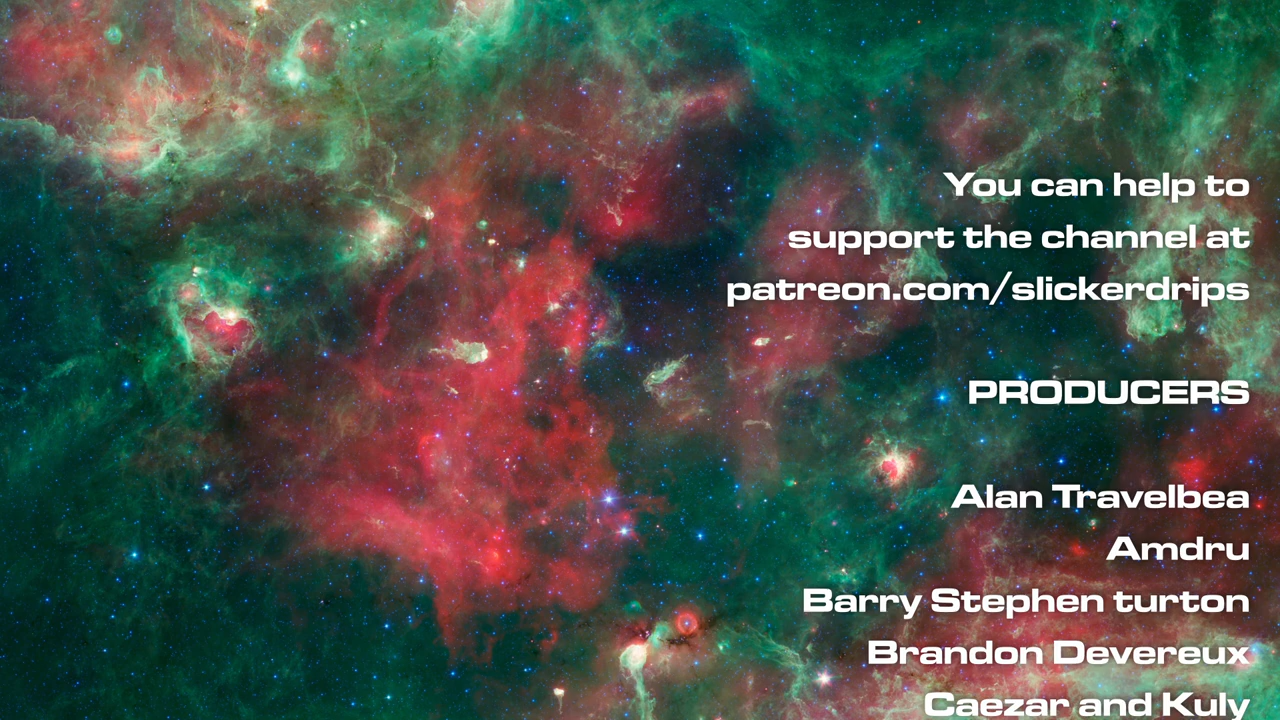 You can help to
support the channel at
patreon.com/slickerdrips
PRODUCERS
Alan Travelbea
Amdru
Barry Stephen turton
Brandon Devereux
Caezar and Kuly